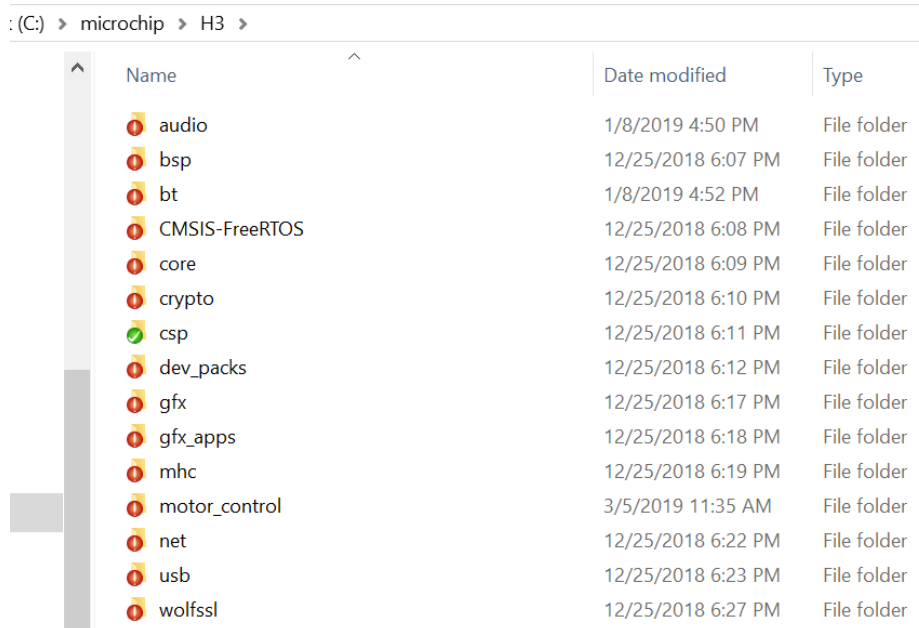 : (C:) > microchip > H3 >
Name Date modified Type
audio 1/8/2019 4:50 PM File folder
bsp 12/25/2018 6:07 PM File folder
bt 1/8/2019 4:52 PM File folder
CMSIS-FreeRTOS 12/25/2018 6:08 PM File folder
core 12/25/2018 6:09 PM File folder
crypto 12/25/2018 6:10 PM File folder
csp 12/25/2018 6:11 PM File folder
dev_packs 12/25/2018 6:12 PM File folder
gfx 12/25/2018 6:17 PM File folder
gfx_apps 12/25/2018 6:18 PM File folder
mhc 12/25/2018 6:19 PM File folder
motor_control 3/5/2019 11:35 AM File folder
net 12/25/2018 6:22 PM File folder
usb 12/25/2018 6:23 PM File folder
wolfssl 12/25/2018 6:27 PM File folder